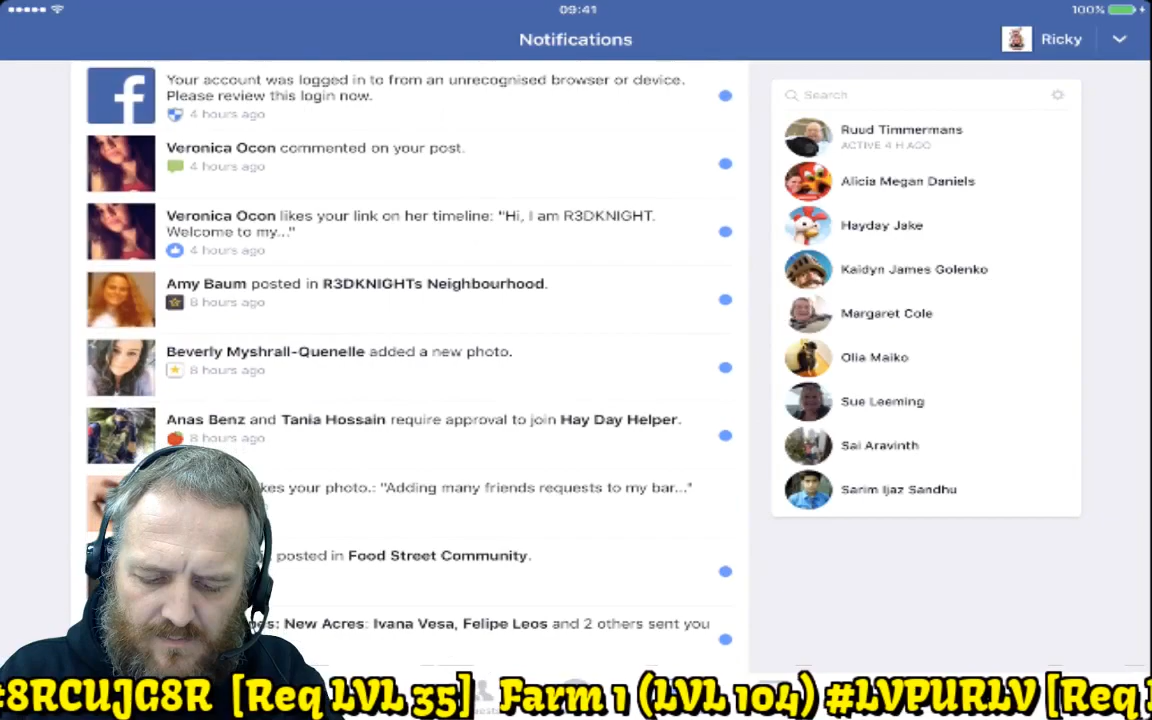 09:41
100%
Notifications
Ricky
Your account was logged in to from an unrecognised browser or device.
Please review this login now.
4 hours ago
Veronica Ocon commented on your post.
4 hours ago
Veronica Ocon likes your link on her timeline: "Hi, I am R3DKNIGHT.
Welcome to my..."
4 hours ago
Amy Baum posted in R3DKNIGHTs Neighbourhood.
8 hours ago
Beverly Myshrall-Quenelle added a new photo.
8 hours ago
Anas Benz and Tania Hossain require approval to join Hay Day Helper.
8 hours ago
kes your photo.: "Adding many friends requests to my bar..."
posted in Food Street Community.
es: New Acres: Ivana Vesa, Felipe Leos and 2 others sent you
Search
Ruud Timmermans
ACTIVE 4 H AGO
Alicia Megan Daniels
Hayday Jake
Kaidyn James Golenko
Margaret Cole
Olia Maiko
Sue Leeming
Sai Aravinth
Sarim Ijaz Sandhu
#8RCUJG8R [Req LVL 35] Farm 1 (LVL 104) #LVPURLV [Req